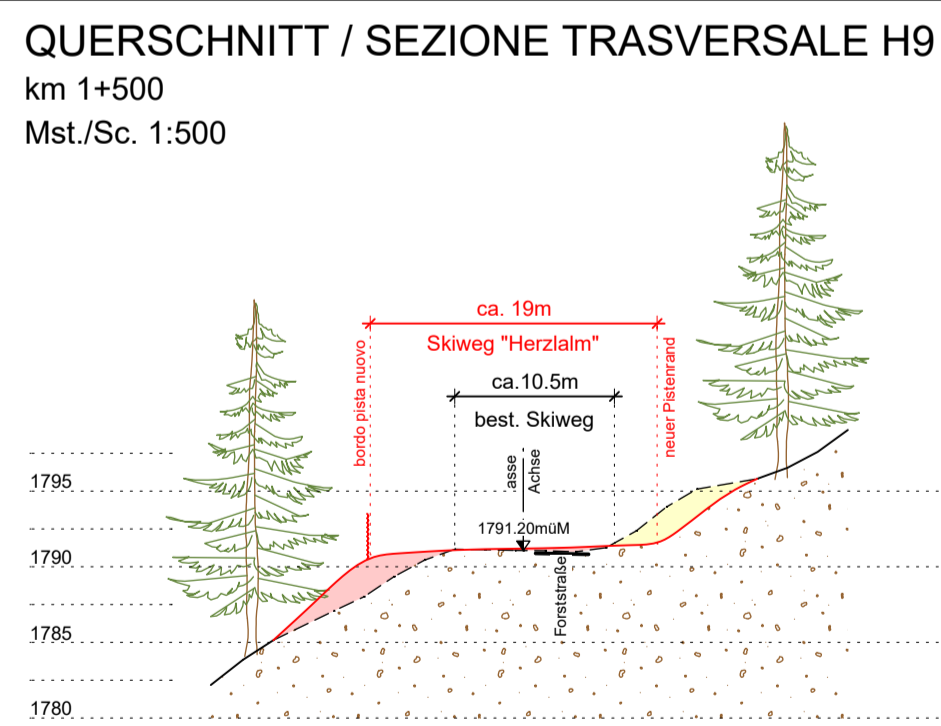 QUERSCHNITT / SEZIONE TRASVERSALE H9
km 1+500
Mst./Sc. 1:500
ca. 19m
Skiweg "Herzlalm"
bordo pista nuovo
neuer Pistenrand
ca.10.5m
best. Skiweg
asse
Achse
1791.20müM
Forststraße
1795
1790
1785
1780